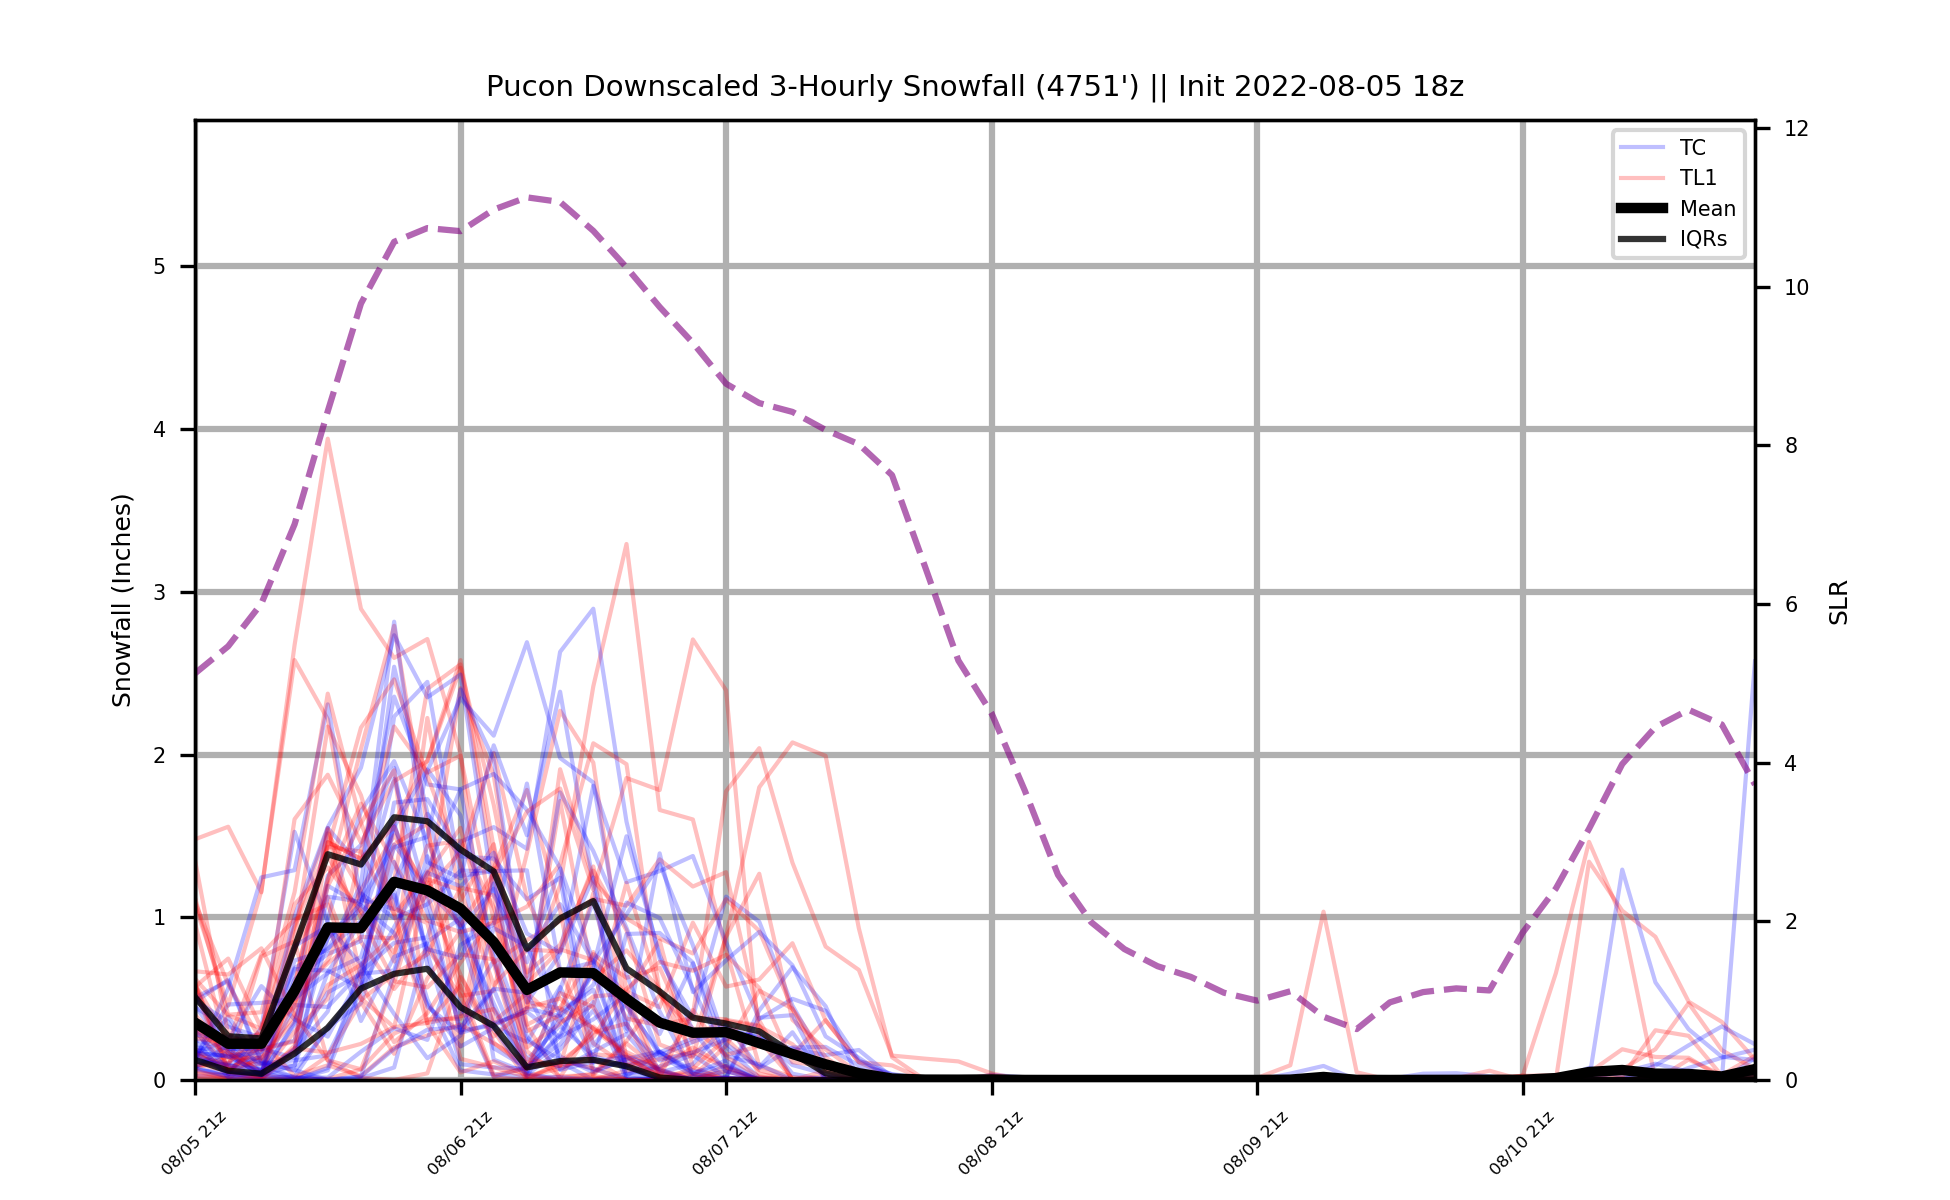 Pucon Downscaled 3-Hourly Snowfall (4751') || Init 2022-08-05 18z
TC
TL1
Mean
IQRs
Snowfall (Inches)
5
4
3
2
1
0
12
10
8
6
4
2
0
SLR
08/05 21z
08/06 21z
08/07 21z
08/08 21z
08/09 21z
08/10 21z